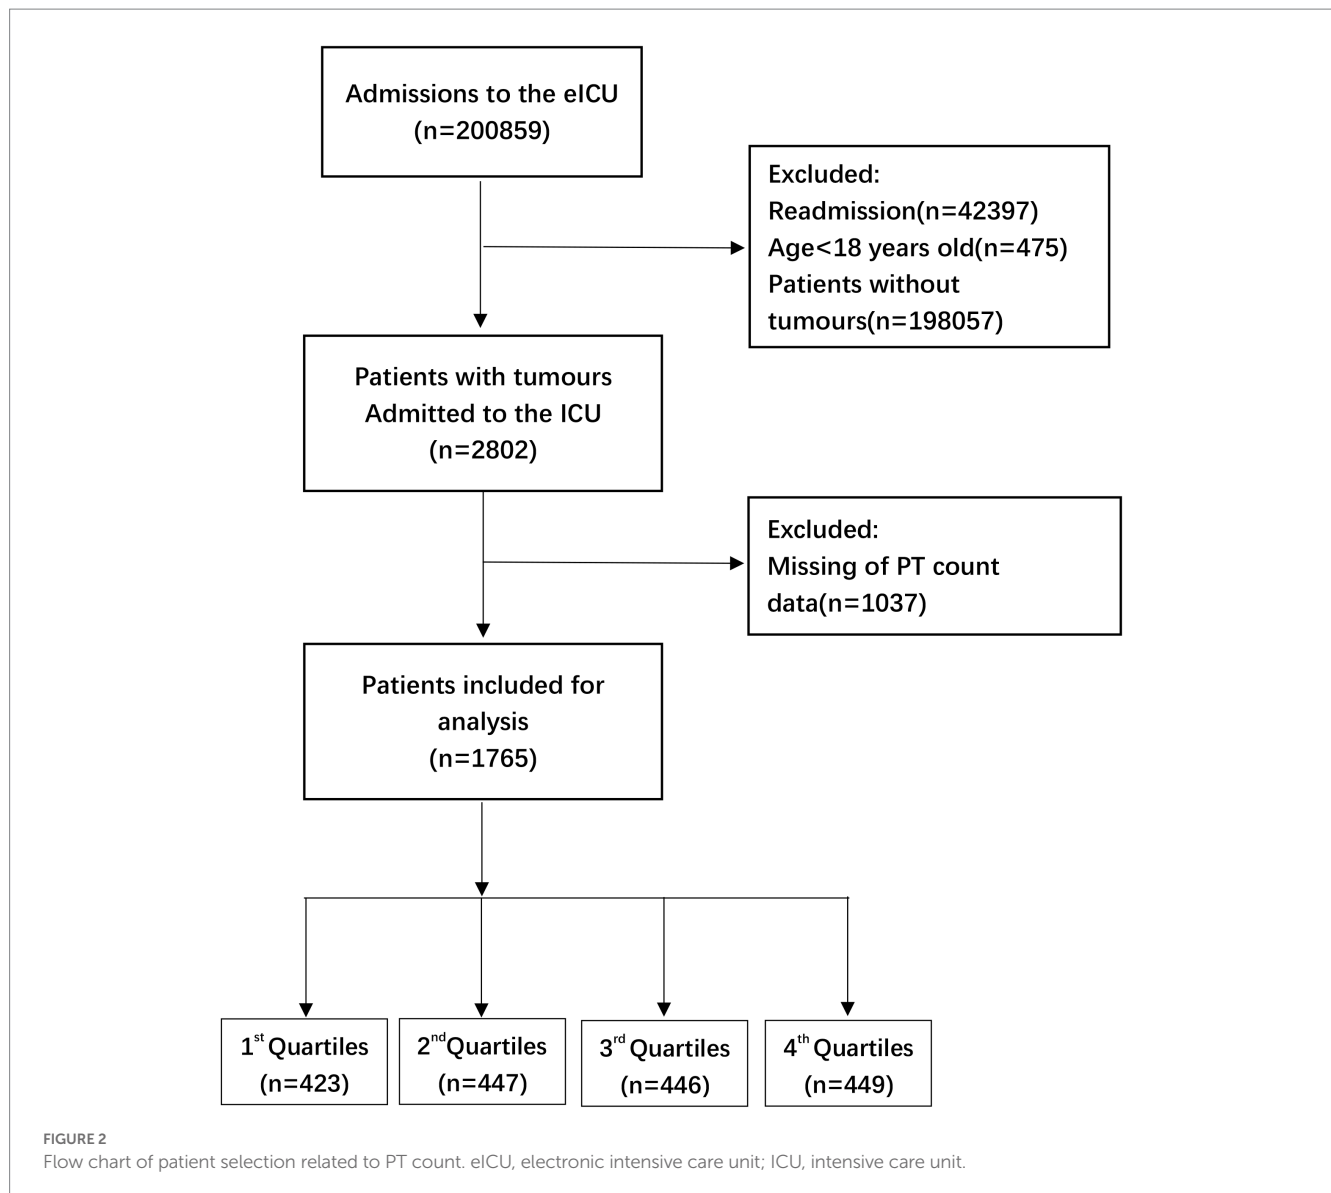 Admissions to the eICU
(n=200859)
Excluded:
Readmission(n=42397)
Age<18 years old(n=475)
Patients without
tumours(n=198057)
Patients with tumours
Admitted to the ICU
(n=2802)
Excluded:
Missing of PT count
data(n=1037)
Patients included for
analysis
(n=1765)
1st Quartiles
(n=423)
2nd Quartiles
(n=447)
3rd Quartiles
(n=446)
4th Quartiles
(n=449)
FIGURE 2
Flow chart of patient selection related to PT count. eICU, electronic intensive care unit; ICU, intensive care unit.